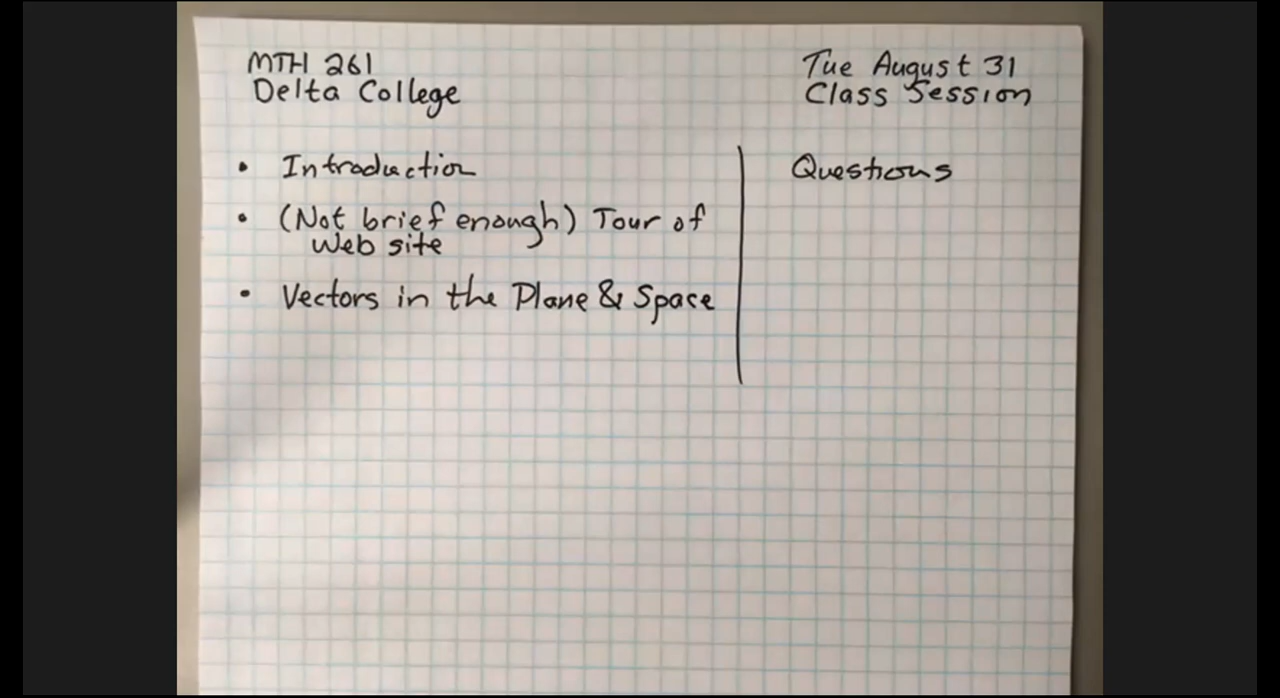 MTH 261
Delta College
Tue August 31
Class Session
• Introduction
• (Not brief enough) Tour of
Web site
• Vectors in the Plane & Space
Questions